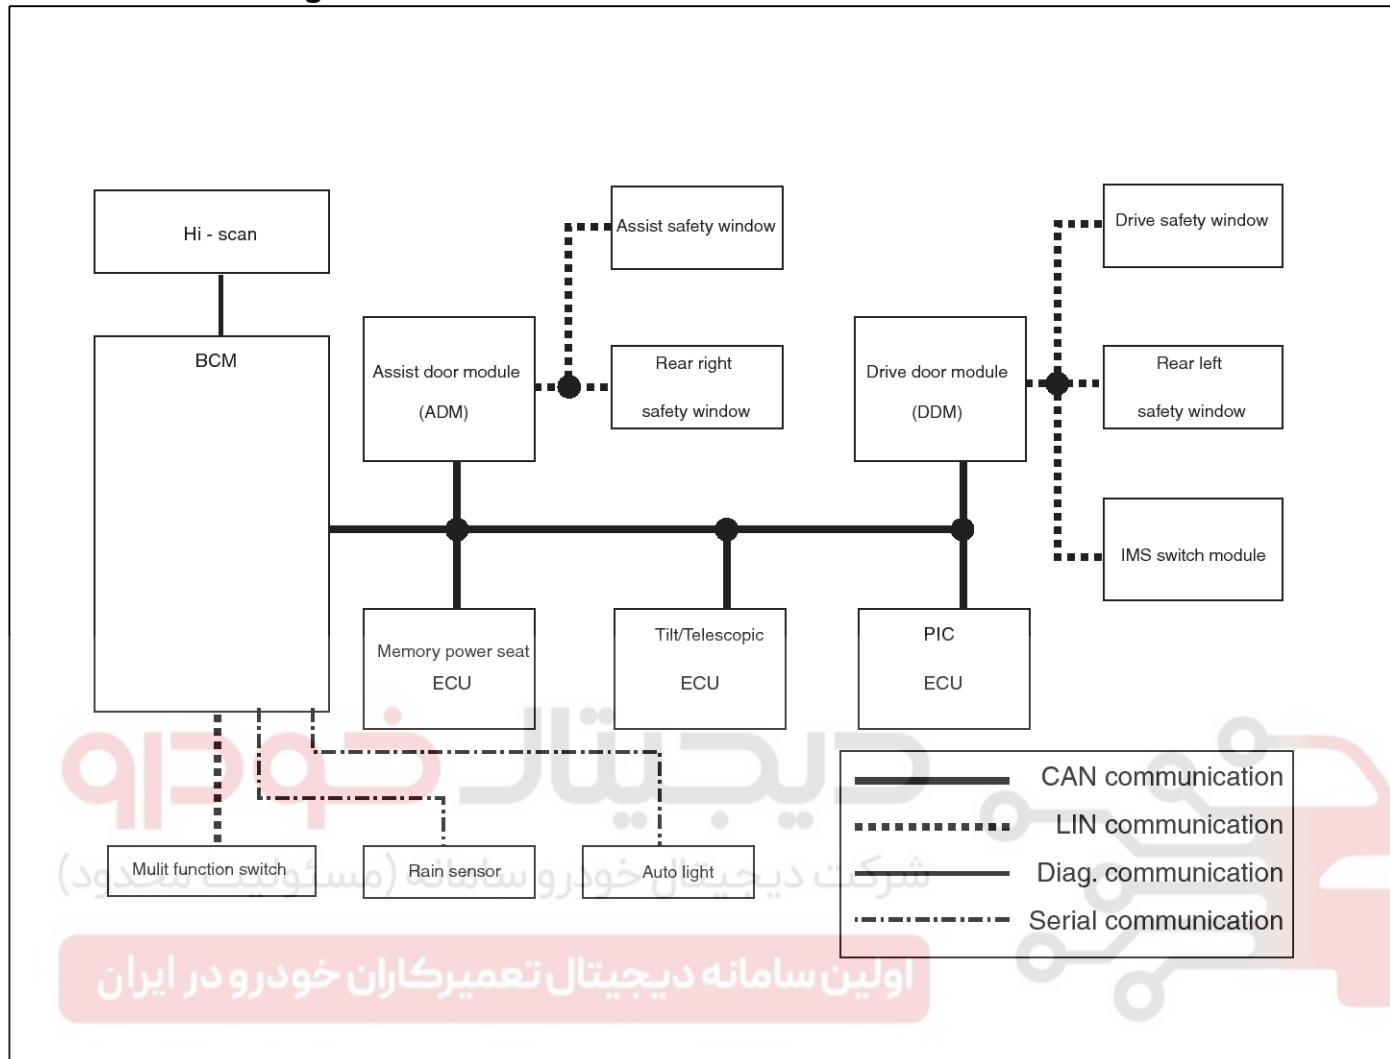 Hi - scan
BCM
Assist door module
(ADM)
Assist safety window
Rear right
safety window
Drive door module
(DDM)
Drive safety window
Rear left
safety window
IMS switch module
Memory power seat
ECU
Tilt/Telescopic
ECU
PIC
ECU
Mulit function switch
Rain sensor
Auto light
CAN communication
LIN communication
Diag. communication
Serial communication
دیجیتال خودرو
شرکت دیجیتال خودرو سامانه (مسئولیت محدود)
اولین سامانه دیجیتال تعمیرکاران خودرو در ایران